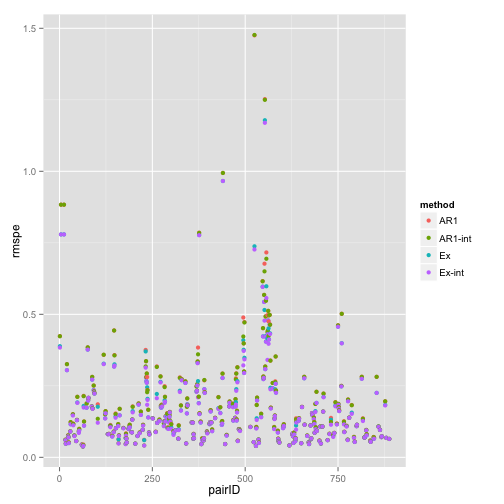 1.5
1.0
0.5
0.0
rmspe
0
250
500
750
pairID
method
AR1
AR1-int
Ex
Ex-int